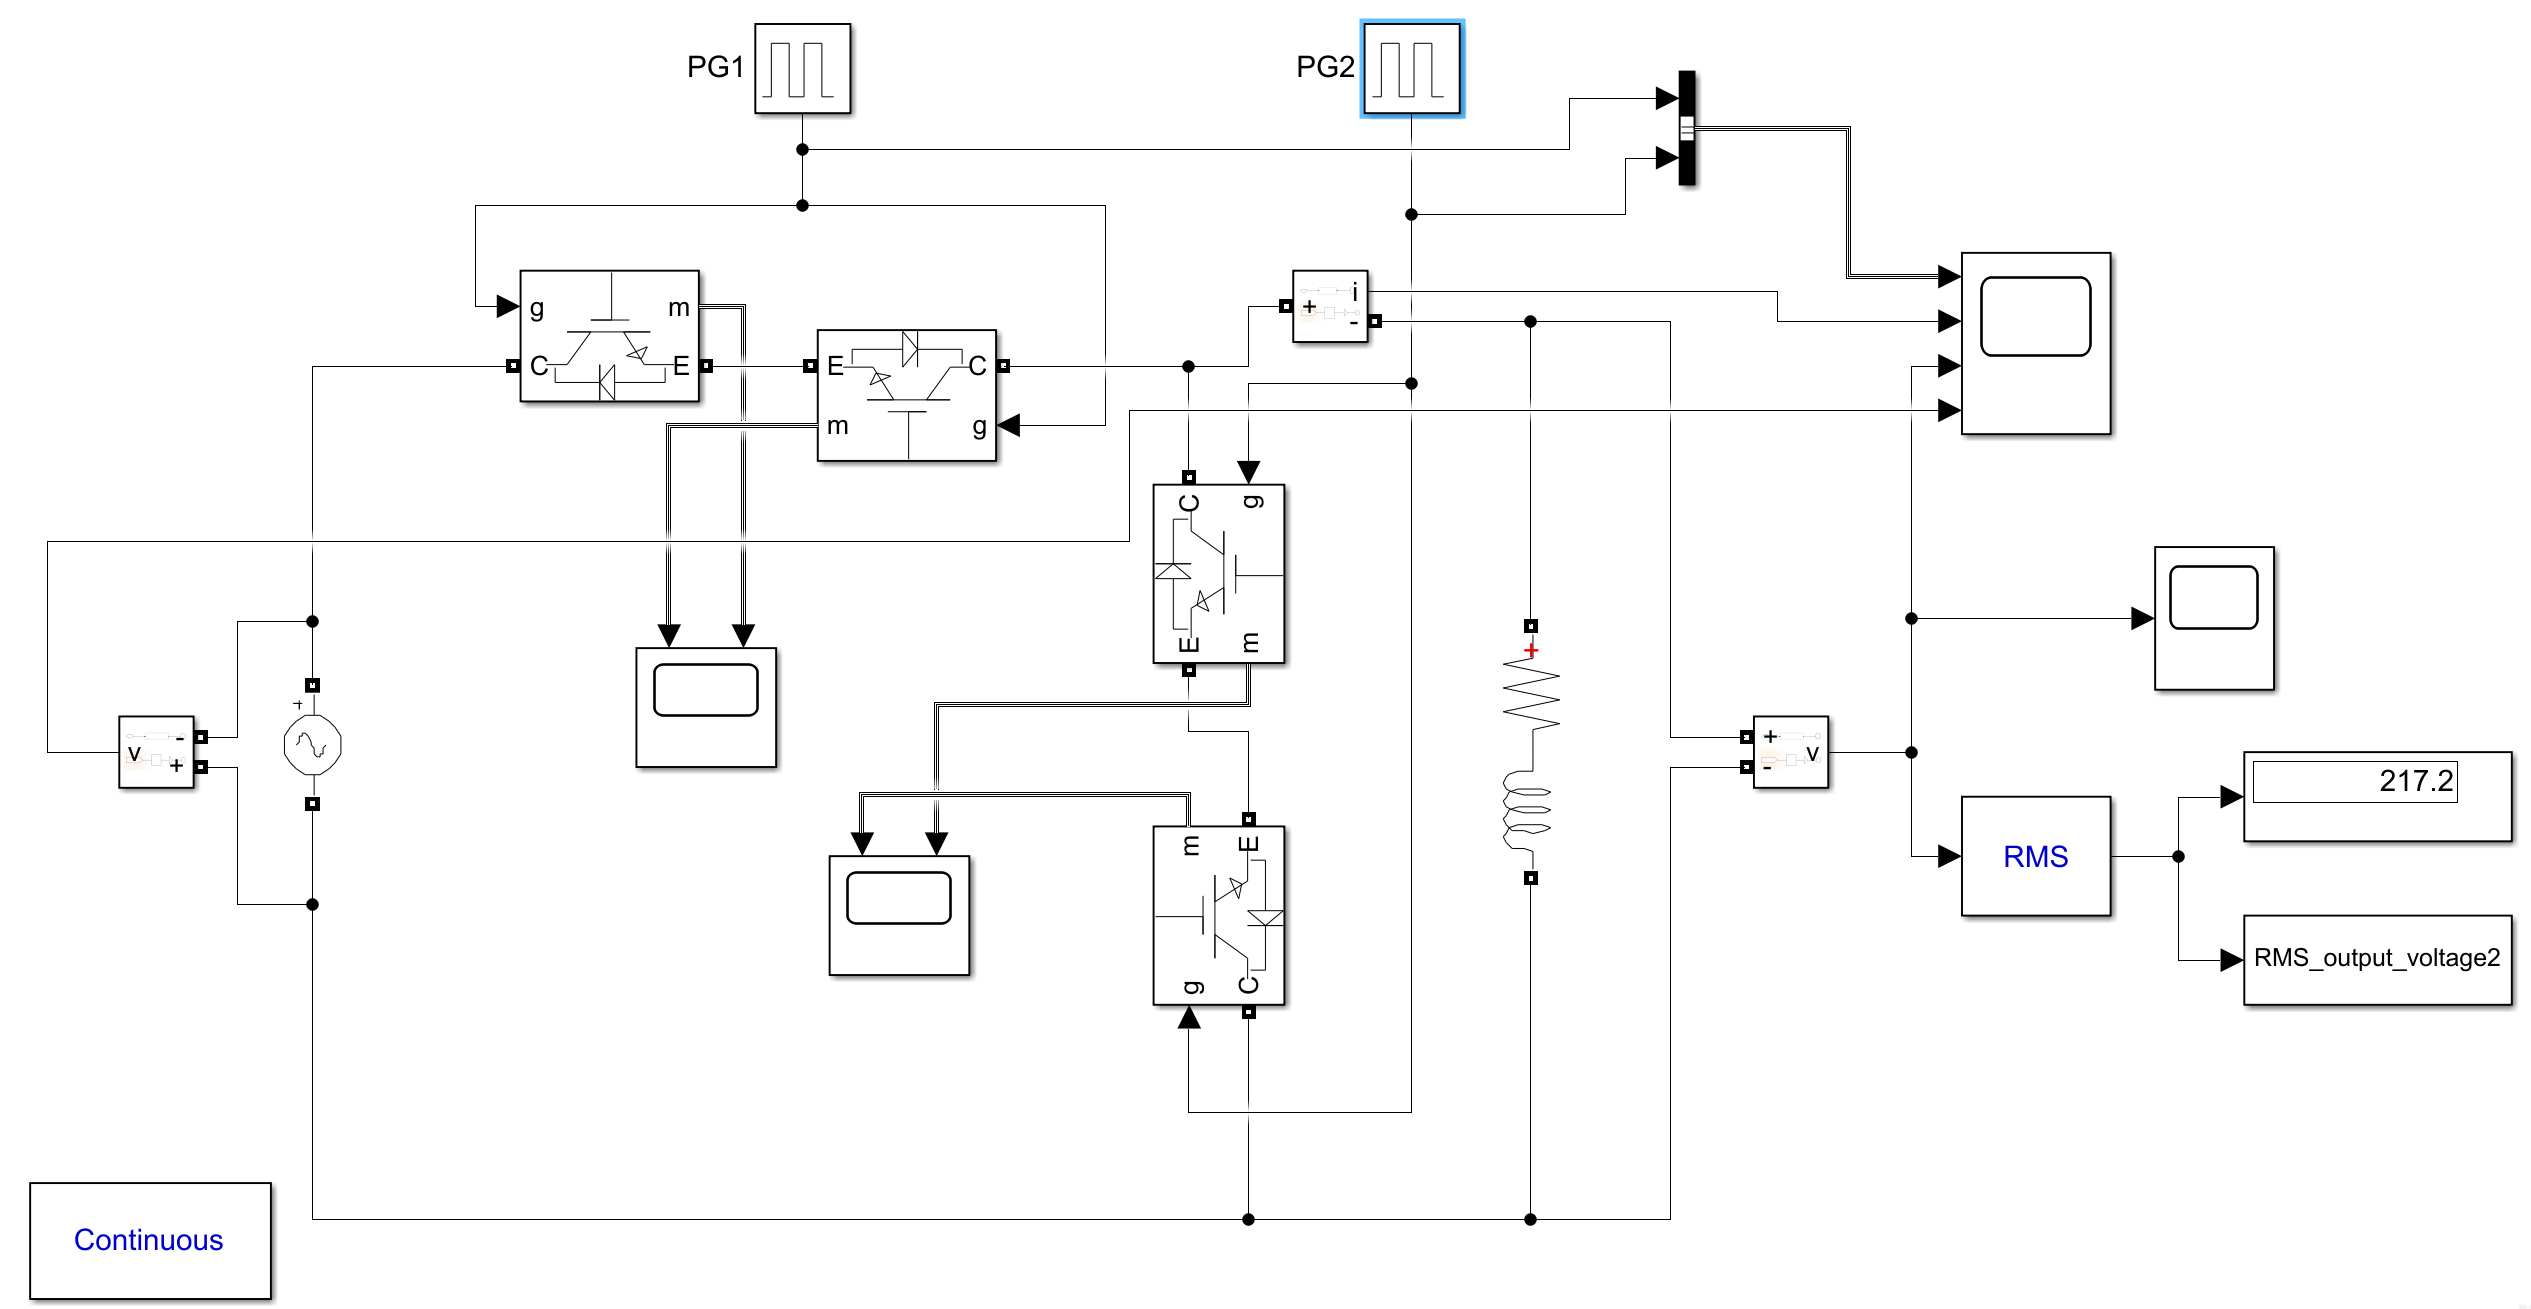 PG1
PG2
g
m
C
E
E
C
m
g
i
+
-
C
g
E
m
+
+
v
-
+
+
-
v
m
E
g
C
217.2
RMS
RMS_output_voltage2
Continuous